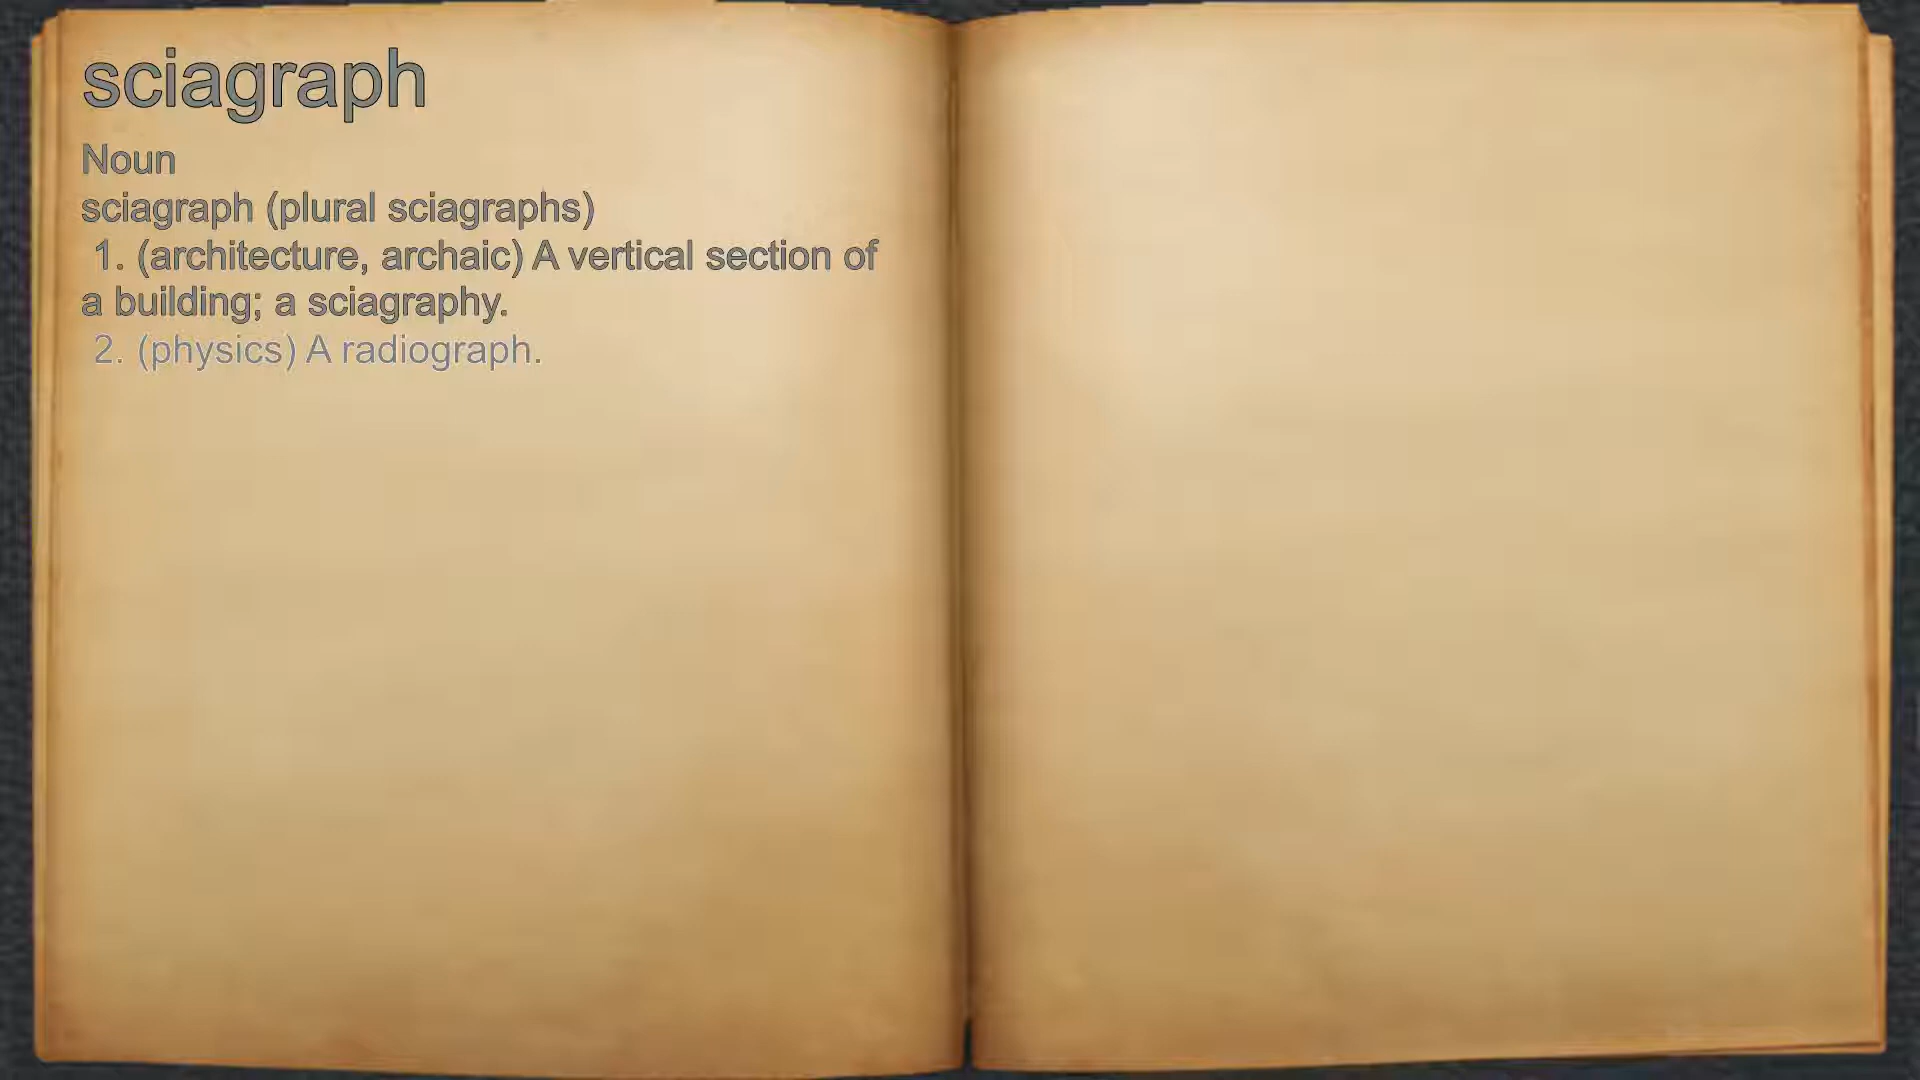 sciagraph
Noun
sciagraph (plural sciagraphs)
1. (architecture, archaic) A vertical section of
a building; a sciagraphy.
2. (physics) A radiograph.